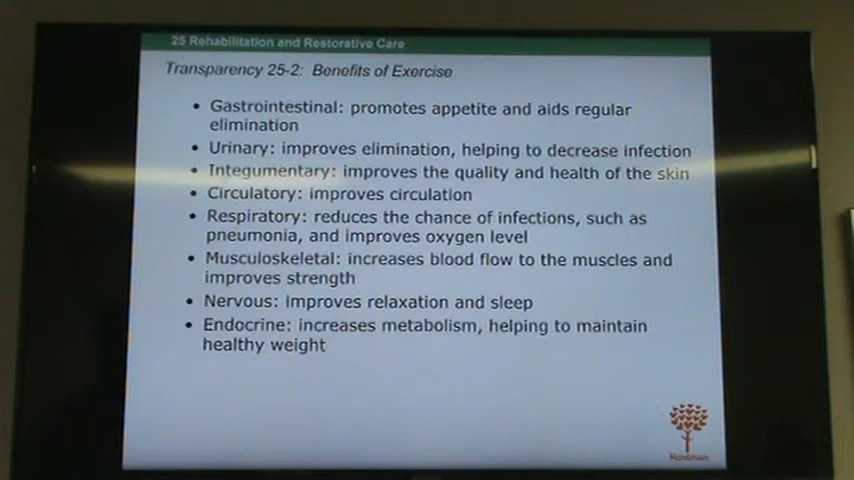 25 Rehabilitation and Restorative Care
Transparency 25-2: Benefits of Exercise
• Gastrointestinal: promotes appetite and aids regular
elimination
• Urinary: improves elimination, helping to decrease infection
• Integumentary: improves the quality and health of the skin
• Circulatory: improves circulation
• Respiratory: reduces the chance of infections, such as
pneumonia, and improves oxygen level
• Musculoskeletal: increases blood flow to the muscles and
improves strength
• Nervous: improves relaxation and sleep
• Endocrine: increases metabolism, helping to maintain
healthy weight